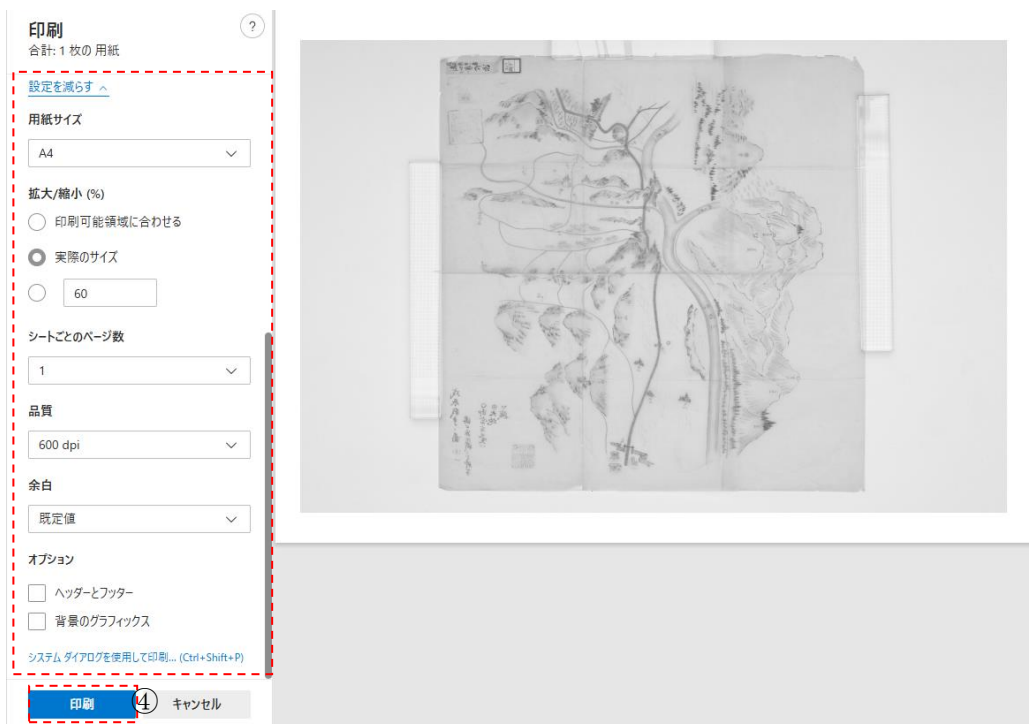 印刷
?
合計: 1 枚の 用紙
設定を減らす
用紙サイズ
A4
拡大/縮小 (%)
印刷可能領域に合わせる
実際のサイズ
60
シートごとのページ数
1
品質
600 dpi
余白
既定値
オプション
ヘッダーとフッター
背景のグラフィックス
システム ダイアログを使用して印刷... (Ctrl+Shift+P)
印刷
④
キャンセル